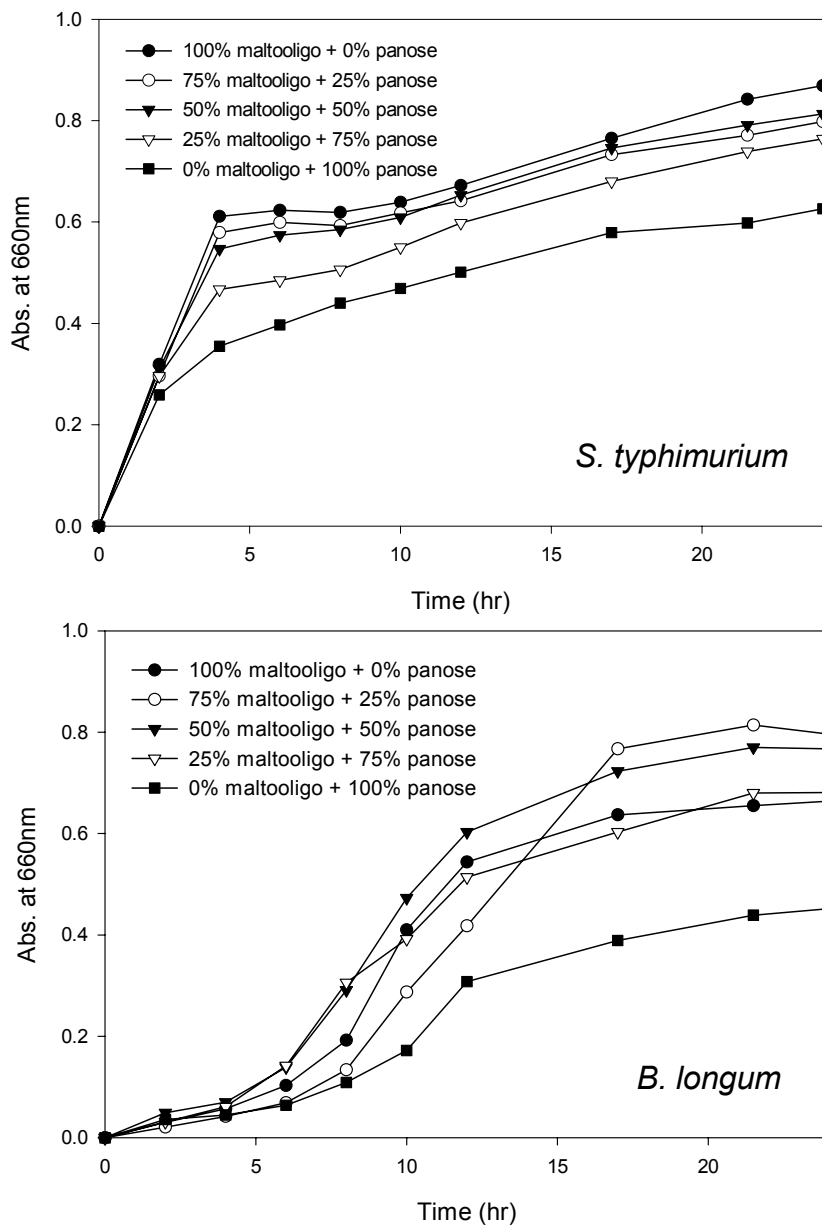 1.0
100% maltooligo + 0% panose
75% maltooligo + 25% panose
50% maltooligo + 50% panose
25% maltooligo + 75% panose
0% maltooligo + 100% panose
0.8
0.6
0.4
0.2
0.0
Abs. at 660nm
S. typhimurium
0 5 10 15 20
Time (hr)
1.0
100% maltooligo + 0% panose
75% maltooligo + 25% panose
50% maltooligo + 50% panose
25% maltooligo + 75% panose
0% maltooligo + 100% panose
0.8
0.6
0.4
0.2
0.0
Abs. at 660nm
B. longum
0 5 10 15 20
Time (hr)